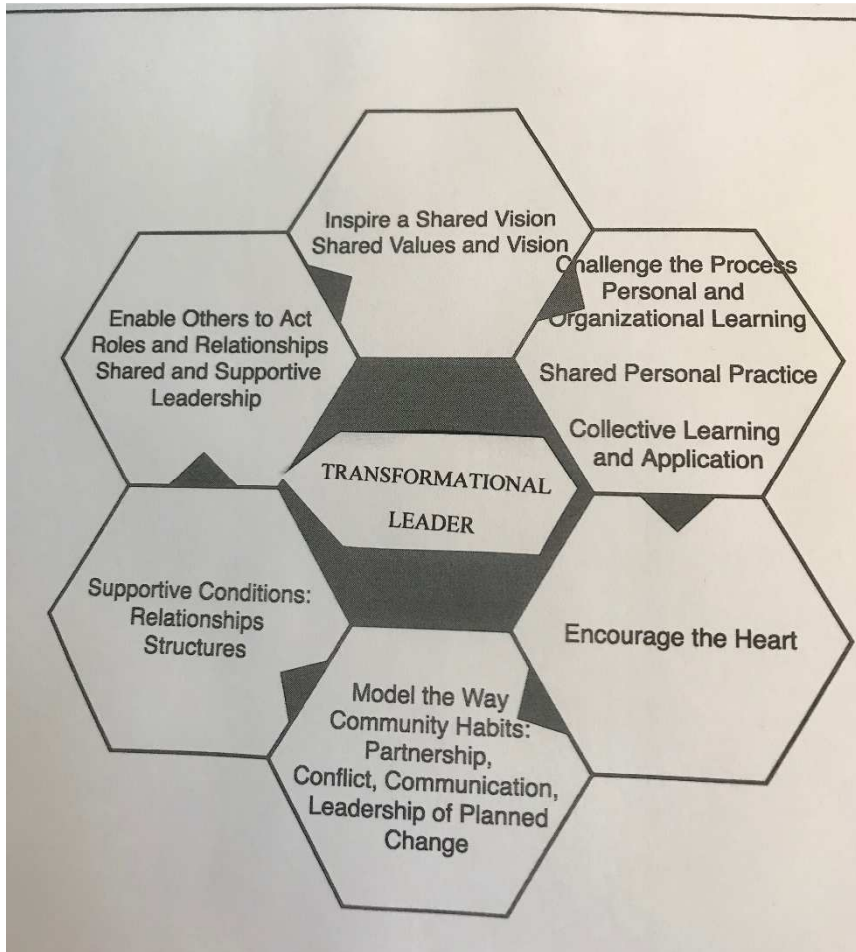 Inspire a Shared Vision
Shared Values and Vision
Challenge the Process
Personal and
Organizational Learning
Shared Personal Practice
Collective Learning
and Application
Enable Others to Act
Roles and Relationships
Shared and Supportive
Leadership
TRANSFORMATIONAL
LEADER
Supportive Conditions:
Relationships
Structures
Encourage the Heart
Model the Way
Community Habits:
Partnership,
Conflict, Communication,
Leadership of Planned
Change